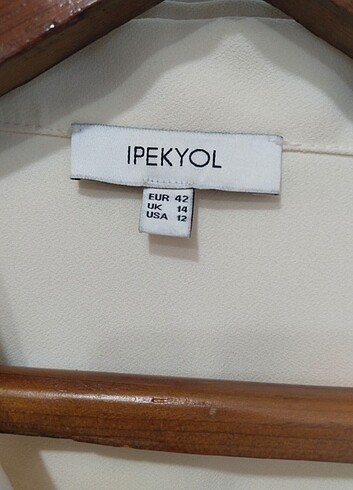 IPEKYOL
EUR 42
UK 14
USA 12